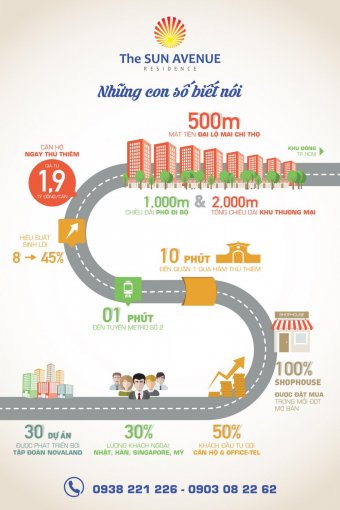 The SUN AVENUE
RESIDENCE
Những con số biết nói
500m
MẶT TIỀN ĐẠI LỘ MAI CHÍ THỌ
CĂN HỘ
NGAY THỦ THIÊM
GIÁ TỪ
1,9
TỶ ĐỒNG/CĂN
KHU ĐÔNG
TP.HCM
1,000m & 2,000m
CHIỀU DÀI PHỐ ĐI BỘ
TỔNG CHIỀU DÀI KHU THƯƠNG MẠI
HIỆU SUẤT
SINH LỜI
8 → 45%
10 PHÚT
ĐẾN QUẬN 1 QUA HẦM THỦ THIÊM
01 PHÚT
ĐẾN TUYẾN METRO SỐ 2
SHOPHOUSE
100%
SHOPHOUSE
ĐƯỢC ĐẶT MUA
TRONG MỖI ĐỢT
MỞ BÁN
30 DỰ ÁN
ĐƯỢC PHÁT TRIỂN BỞI
TẬP ĐOÀN NOVALAND
30%
LƯỢNG KHÁCH NGOẠI:
NHẬT, HÀN, SINGAPORE, MỸ
50%
KHÁCH ĐẦU TƯ ĐỢI
CĂN HỘ & OFFICE-TEL
0938 221 226 - 0903 08 22 62